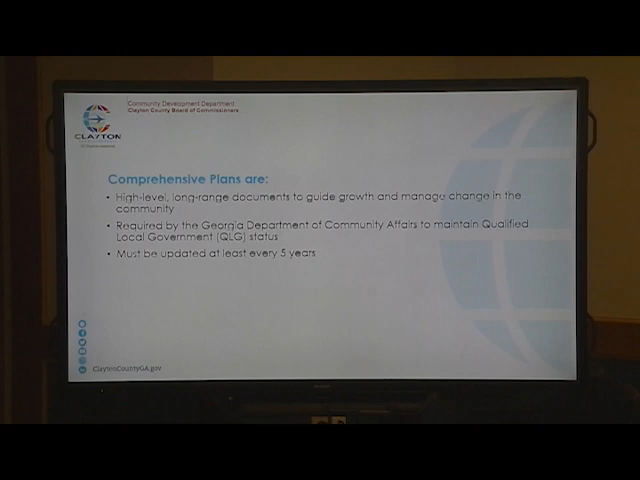 Community Development Department
Clayton County Board of Commissioners
CLAYTON
Comprehensive Plans are:
• High-level, long-range documents to guide growth and manage change in the
community
• Required by the Georgia Department of Community Affairs to maintain Qualified
Local Government (QLG) status
• Must be updated at least every 5 years
ClaytonCountyGA.gov